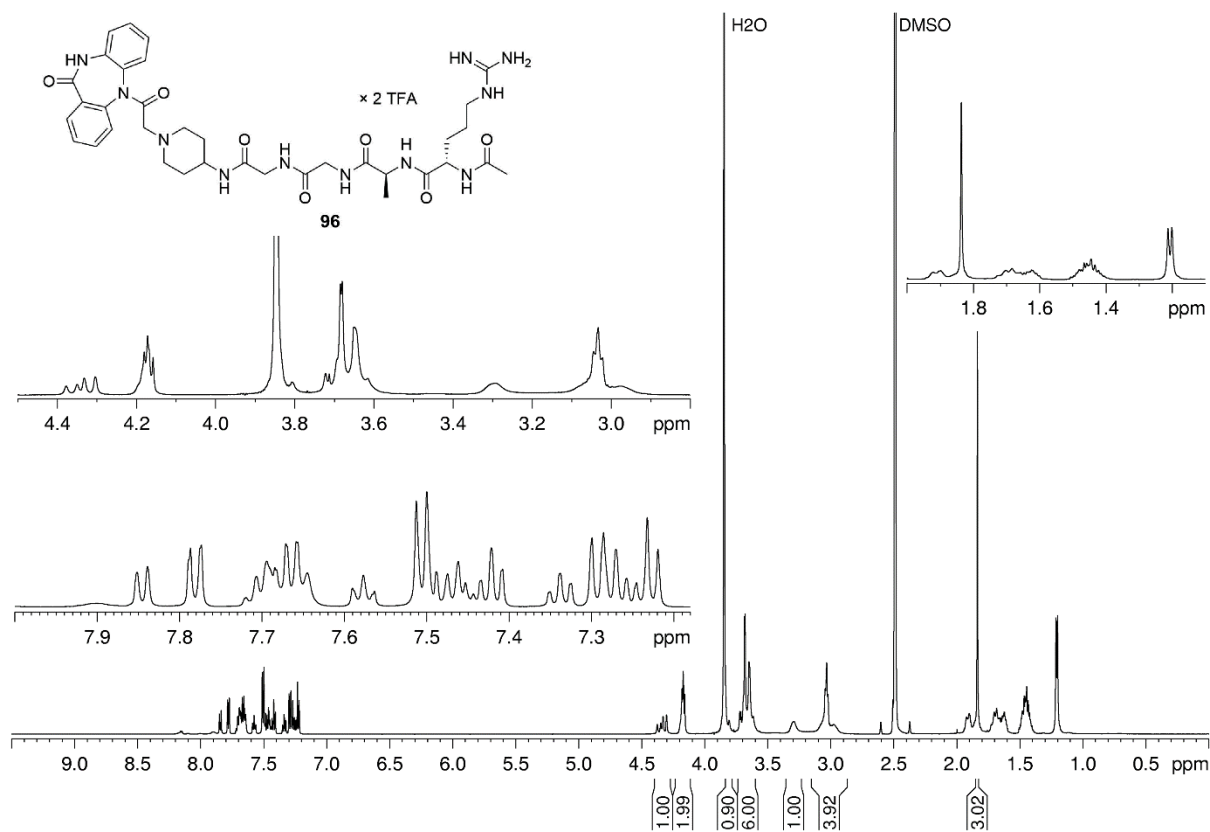 H2O
DMSO
NH
O
N
O
N
N
H
O
H
N
O
N
H
O
H
N
O
N
H
O
HN
NH2
NH
× 2 TFA
96
1.8 1.6 1.4 ppm
4.4 4.2 4.0 3.8 3.6 3.4 3.2 3.0 ppm
7.9 7.8 7.7 7.6 7.5 7.4 7.3 ppm
9.0 8.5 8.0 7.5 7.0 6.5 6.0 5.5 5.0 4.5 4.0 3.5 3.0 2.5 2.0 1.5 1.0 0.5 ppm
1.00 1.99 0.90 6.00 1.00 3.92 3.02